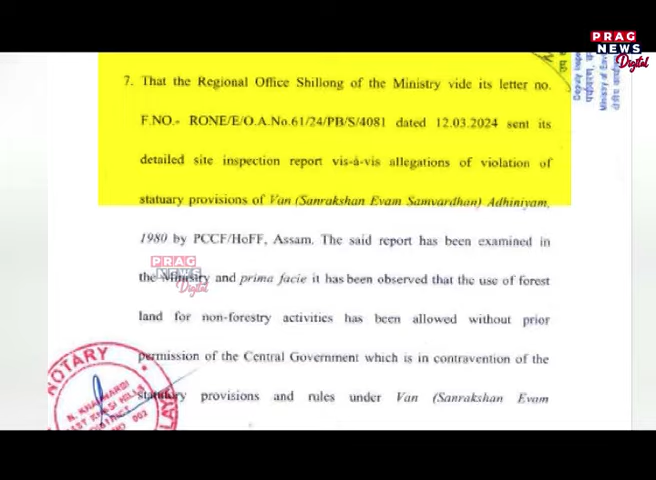 PRAG
NEWS
Digital
7. That the Regional Office Shillong of the Ministry vide its letter no.
F.NO.- RONE/E/O.A.No.61/24/PB/S/4081 dated 12.03.2024 sent its
detailed site inspection report vis-à-vis allegations of violation of
statuary provisions of Van (Sanrakshan Evam Samvardhan) Adhiniyam,
1980 by PCCF/HoFF, Assam. The said report has been examined in
PRAG
NEWS
Digital
the Ministry and prima facie it has been observed that the use of forest
land for non-forestry activities has been allowed without prior
permission of the Central Government which is in contravention of the
statutory provisions and rules under Van (Sanrakshan Evam
NOTARY